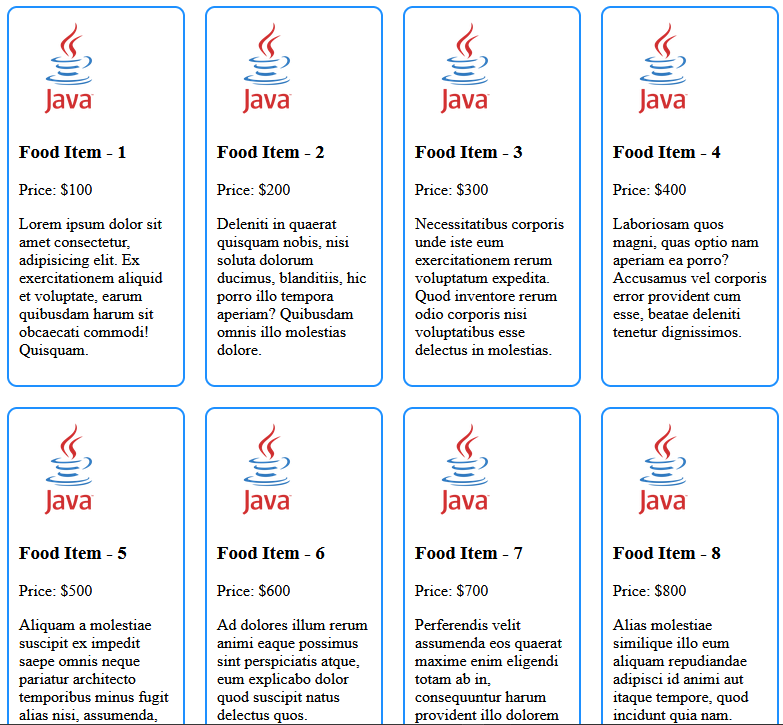 Java
Food Item - 1
Price: $100
Lorem ipsum dolor sit
amet consectetur,
adipisicing elit. Ex
exercitationem aliquid
et voluptate, earum
quibusdam harum sit
obcaecati commodi!
Quisquam.
Java
Food Item - 2
Price: $200
Deleniti in quaerat
quisquam nobis, nisi
soluta dolorum
ducimus, blanditiis, hic
porro illo tempora
aperiam? Quibusdam
omnis illo molestias
dolore.
Java
Food Item - 3
Price: $300
Necessitatibus corporis
unde iste eum
exercitationem rerum
voluptatum expedita.
Quod inventore rerum
odio corporis nisi
voluptatibus esse
delectus in molestias.
Java
Food Item - 4
Price: $400
Laboriosam quos
magni, quas optio nam
aperiam ea porro?
Accusamus vel corporis
error provident cum
esse, beatae deleniti
tenetur dignissimos.
Java
Food Item - 5
Price: $500
Aliquam a molestiae
suscipit ex impedit
saepe omnis neque
pariatur architecto
temporibus minus fugit
alias nisi, assumenda,
Java
Food Item - 6
Price: $600
Ad dolores illum rerum
animi eaque possimus
sint perspiciatis atque,
eum explicabo dolor
quod suscipit natus
delectus quos.
Java
Food Item - 7
Price: $700
Perferendis velit
assumenda eos quaerat
maxime enim eligendi
totam ab in,
consequuntur harum
provident illo dolorem
Java
Food Item - 8
Price: $800
Alias molestiae
similique illo eum
aliquam repudiandae
adipisci id animi aut
itaque tempore, quod
incidunt quia nam.